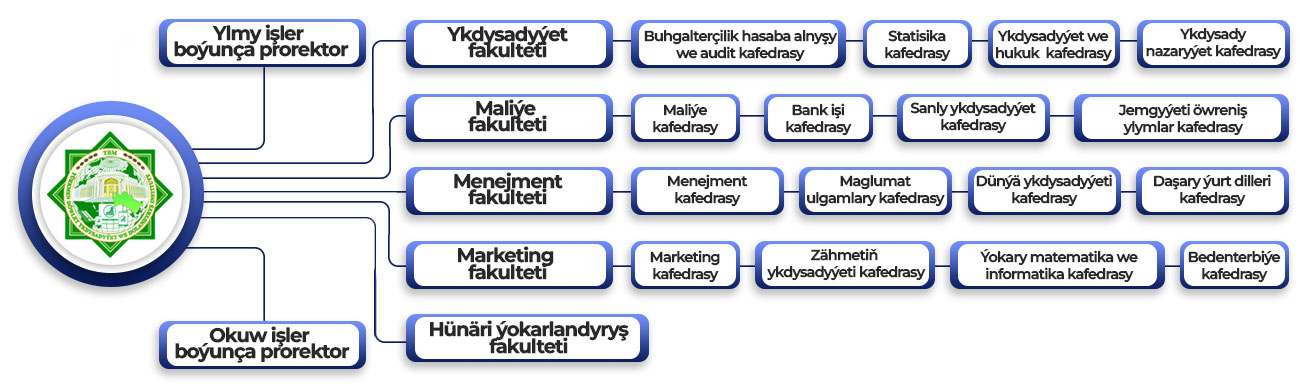 Ylmy işler
boýunça prorektor
Ykdysadyýet
fakulteti
Buhgalterçilik hasaba alnyşy
we audit kafedrasy
Statisika
kafedrasy
Ykdysadyýet we
hukuk kafedrasy
Ykdysady
nazaryýet kafedrasy
Maliýe
fakulteti
Maliýe
kafedrasy
Bank işi
kafedrasy
Sanly ykdysadyýet
kafedrasy
Jemgyýeti öwreniş
ylymlar kafedrasy
Menejment
fakulteti
Menejment
kafedrasy
Maglumat
ulgamlary kafedrasy
Dünýä ykdysadyýeti
kafedrasy
Daşary ýurt dilleri
kafedrasy
Marketing
fakulteti
Marketing
kafedrasy
Zähmetiň
ykdysadyýeti kafedrasy
Ýokary matematika we
informatika kafedrasy
Bedenterbiýe
kafedrasy
Okuw işler
boýunça prorektor
Hünäri ýokarlandyryş
fakulteti